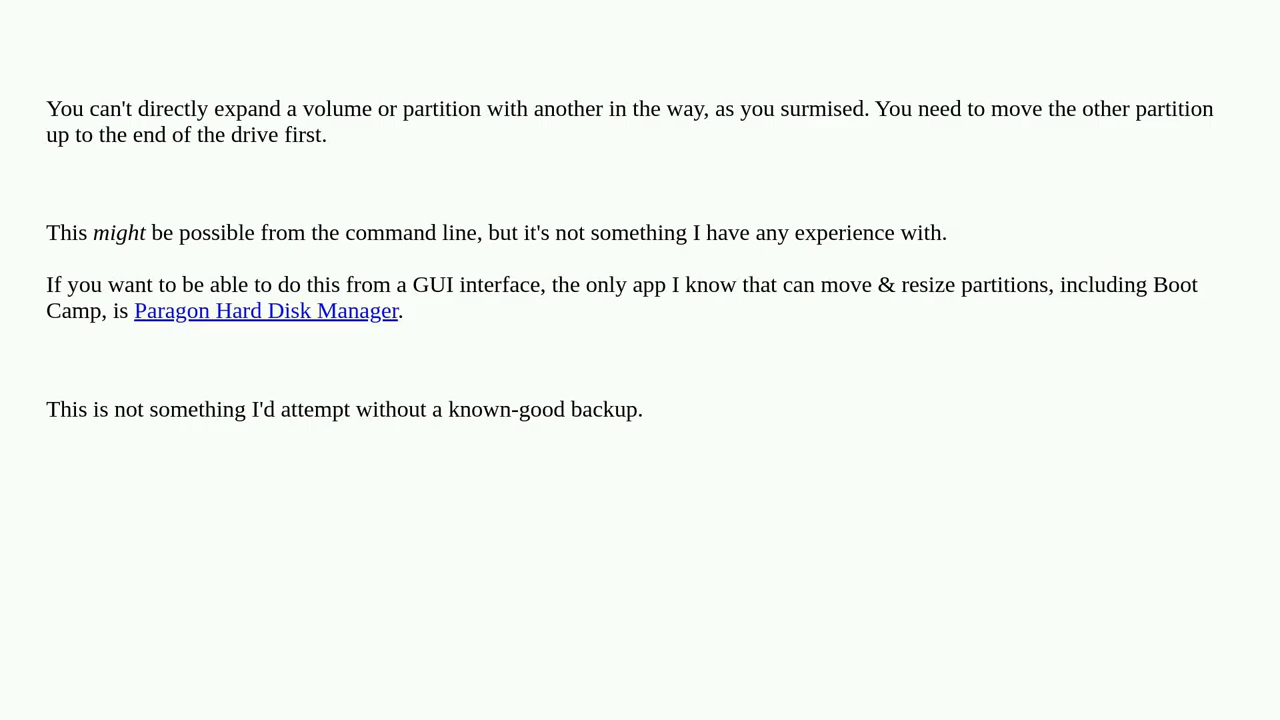 You can't directly expand a volume or partition with another in the way, as you surmised. You need to move the other partition
up to the end of the drive first.
This might be possible from the command line, but it's not something I have any experience with.
If you want to be able to do this from a GUI interface, the only app I know that can move & resize partitions, including Boot
Camp, is Paragon Hard Disk Manager.
This is not something I'd attempt without a known-good backup.